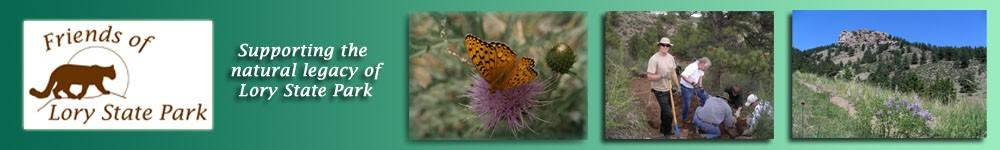 Friends of
Lory State Park
Supporting the
natural legacy of
Lory State Park